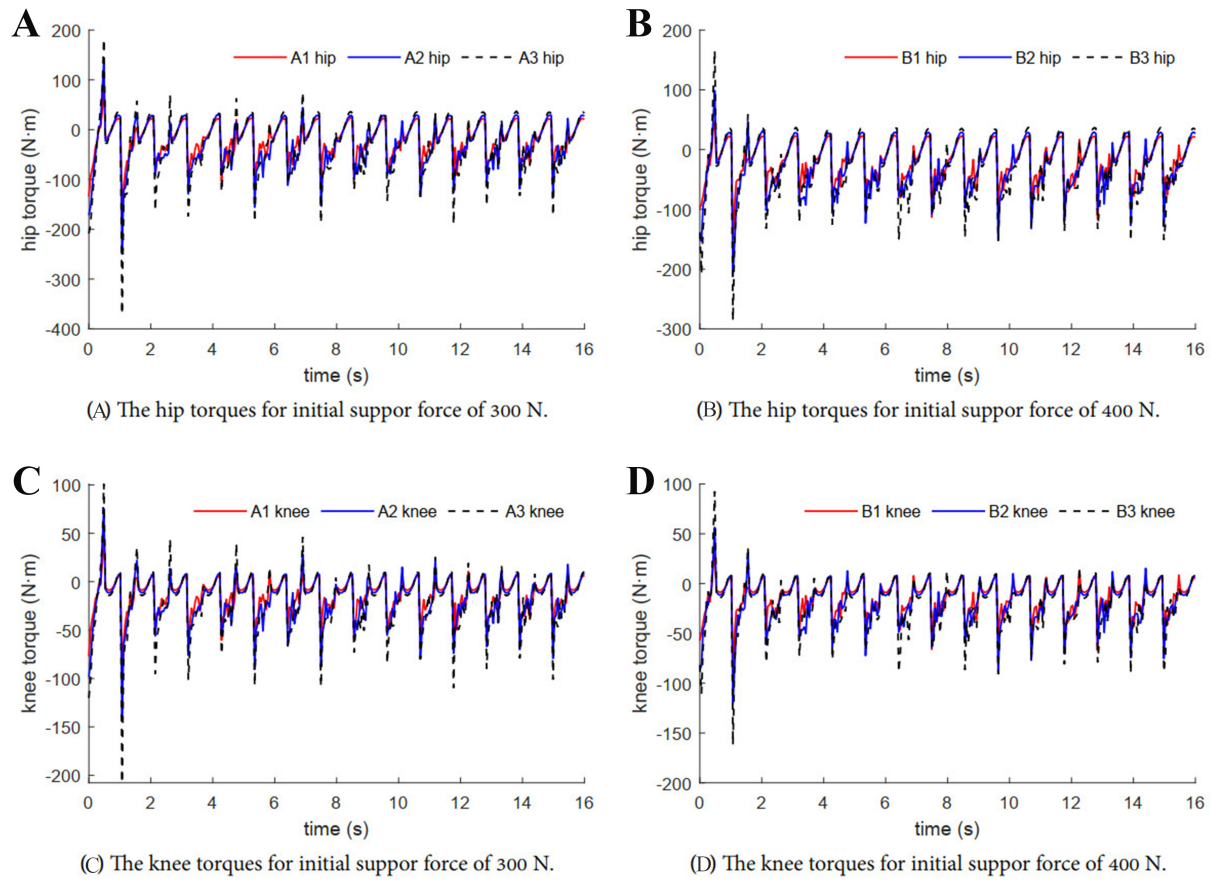 A
B
200
100
0
-100
-200
-300
-400
hip torque (N·m)
A1 hip A2 hip A3 hip
0 2 4 6 8 10 12 14 16
time (s)
(A) The hip torques for initial suppor force of 300 N.
200
100
0
-100
-200
-300
hip torque (N·m)
B1 hip B2 hip B3 hip
0 2 4 6 8 10 12 14 16
time (s)
(B) The hip torques for initial suppor force of 400 N.
C
D
100
50
0
-50
-100
-150
-200
knee torque (N·m)
A1 knee A2 knee A3 knee
0 2 4 6 8 10 12 14 16
time (s)
(C) The knee torques for initial suppor force of 300 N.
100
50
0
-50
-100
-150
-200
knee torque (N·m)
B1 knee B2 knee B3 knee
0 2 4 6 8 10 12 14 16
time (s)
(D) The knee torques for initial suppor force of 400 N.